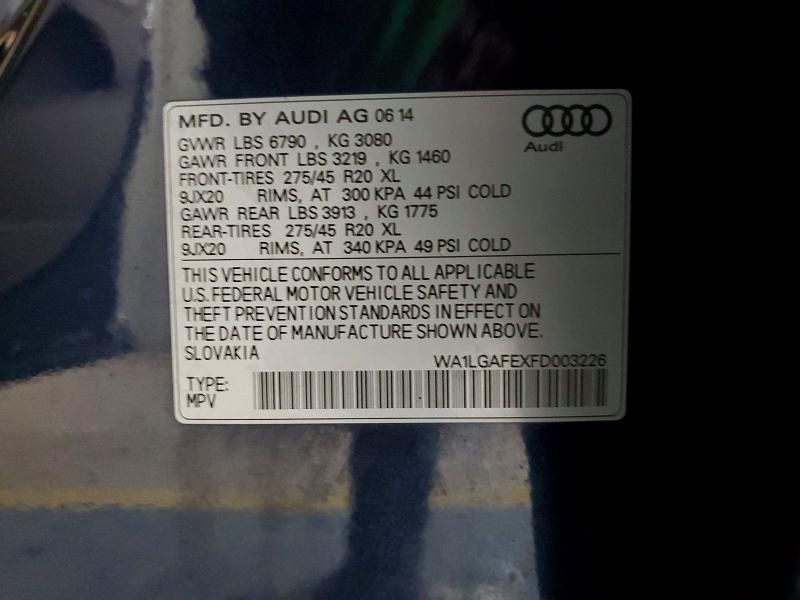 MFD. BY AUDI AG 06 14
Audi
GVWR LBS 6790 , KG 3080
GAWR FRONT LBS 3219 , KG 1460
FRONT-TIRES 275/45 R20 XL
9JX20 RIMS, AT 300 KPA 44 PSI COLD
GAWR REAR LBS 3913 , KG 1775
REAR-TIRES 275/45 R20 XL
9JX20 RIMS, AT 340 KPA 49 PSI COLD
THIS VEHICLE CONFORMS TO ALL APPLICABLE
U.S. FEDERAL MOTOR VEHICLE SAFETY AND
THEFT PREVENTION STANDARDS IN EFFECT ON
THE DATE OF MANUFACTURE SHOWN ABOVE.
SLOVAKIA
WA1LGAFEXFD003226
TYPE:
MPV